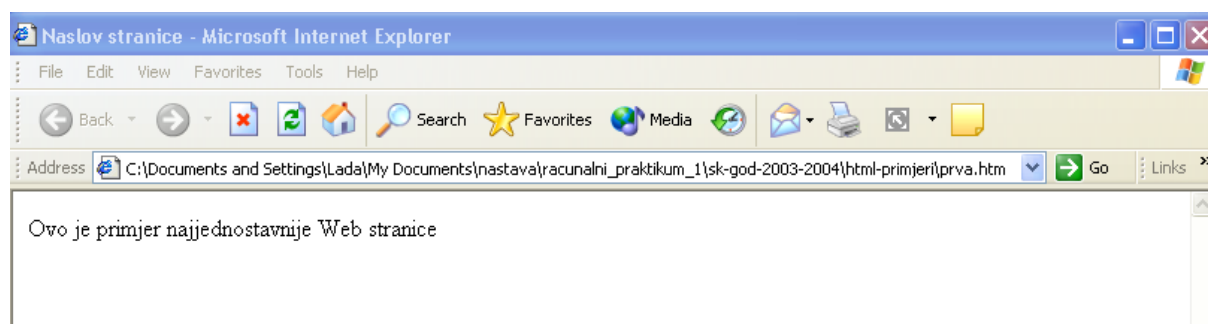 Naslov stranice - Microsoft Internet Explorer
File Edit View Favorites Tools Help
Back Search Favorites Media
Address C:\Documents and Settings\Lada\My Documents\nastava\racunalni_praktikum_1\sk-god-2003-2004\html-primjeri\prva.htm Go Links »
Ovo je primjer najjednostavnije Web stranice